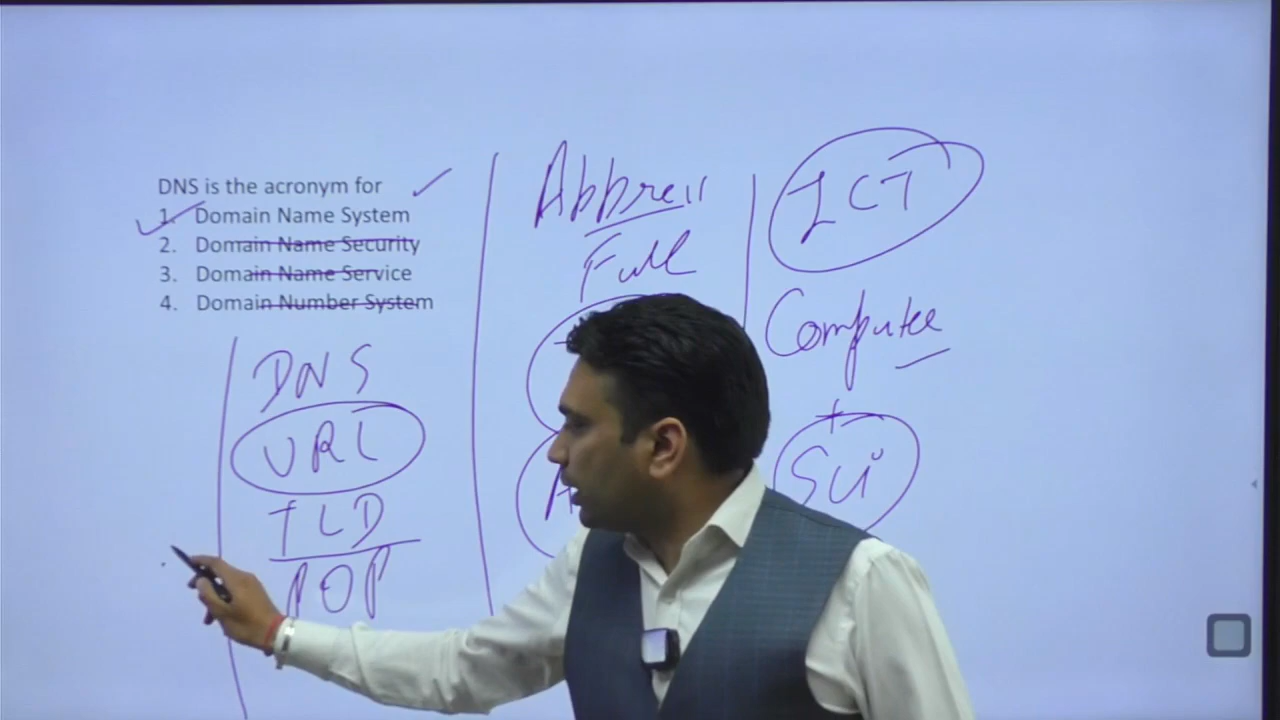 DNS is the acronym for
1. Domain Name System
2. Domain Name Security
3. Domain Name Service
4. Domain Number System
DNS
URL
TLD
POP
Full
ICT
Computer
+
Sci